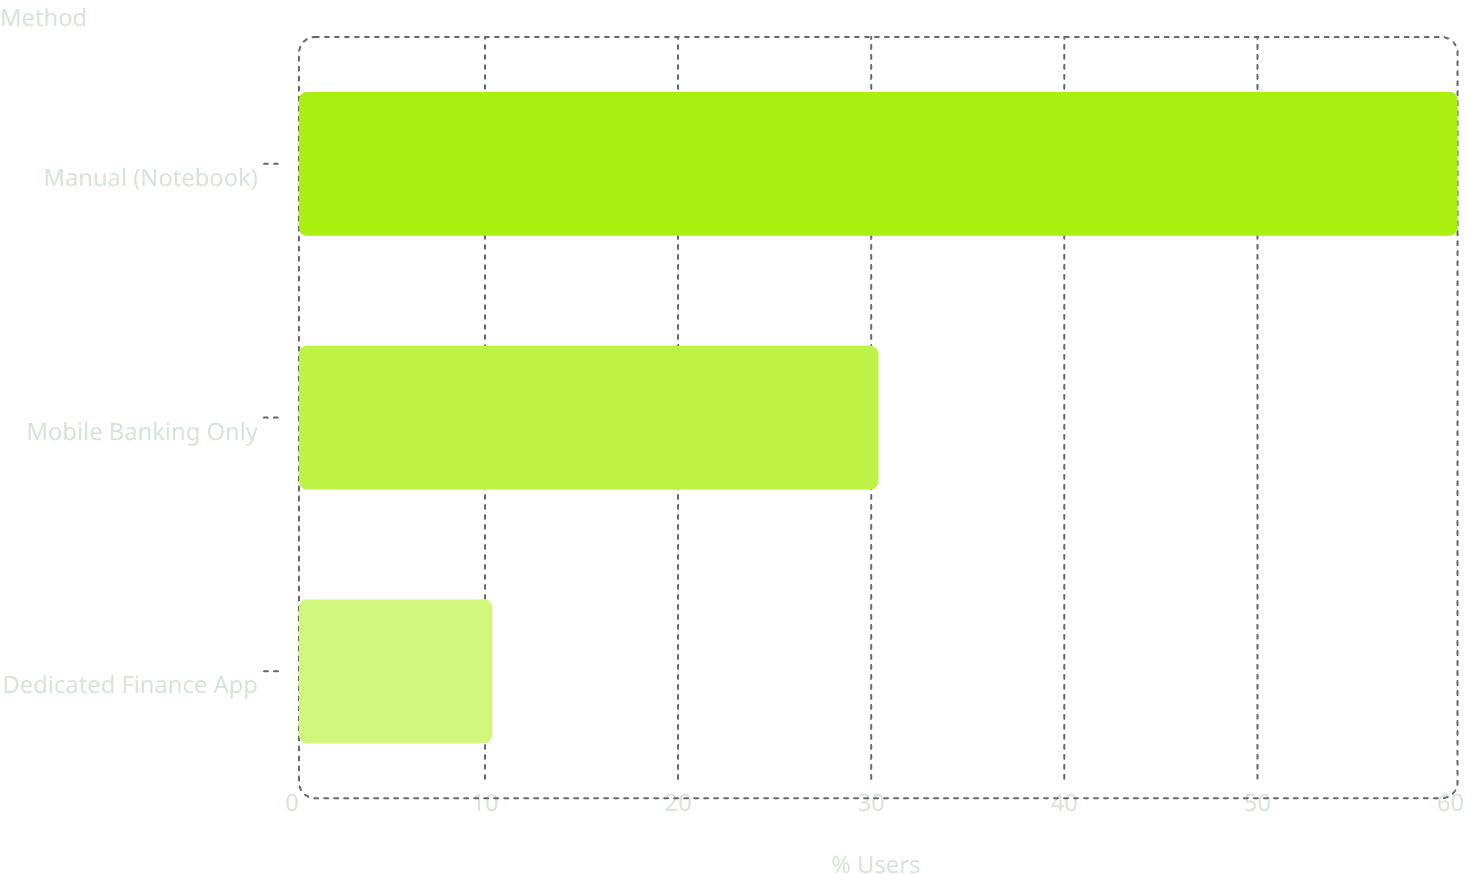 Method
Manual (Notebook)
Mobile Banking Only
Dedicated Finance App
0 10 20 30 40 50 60
% Users